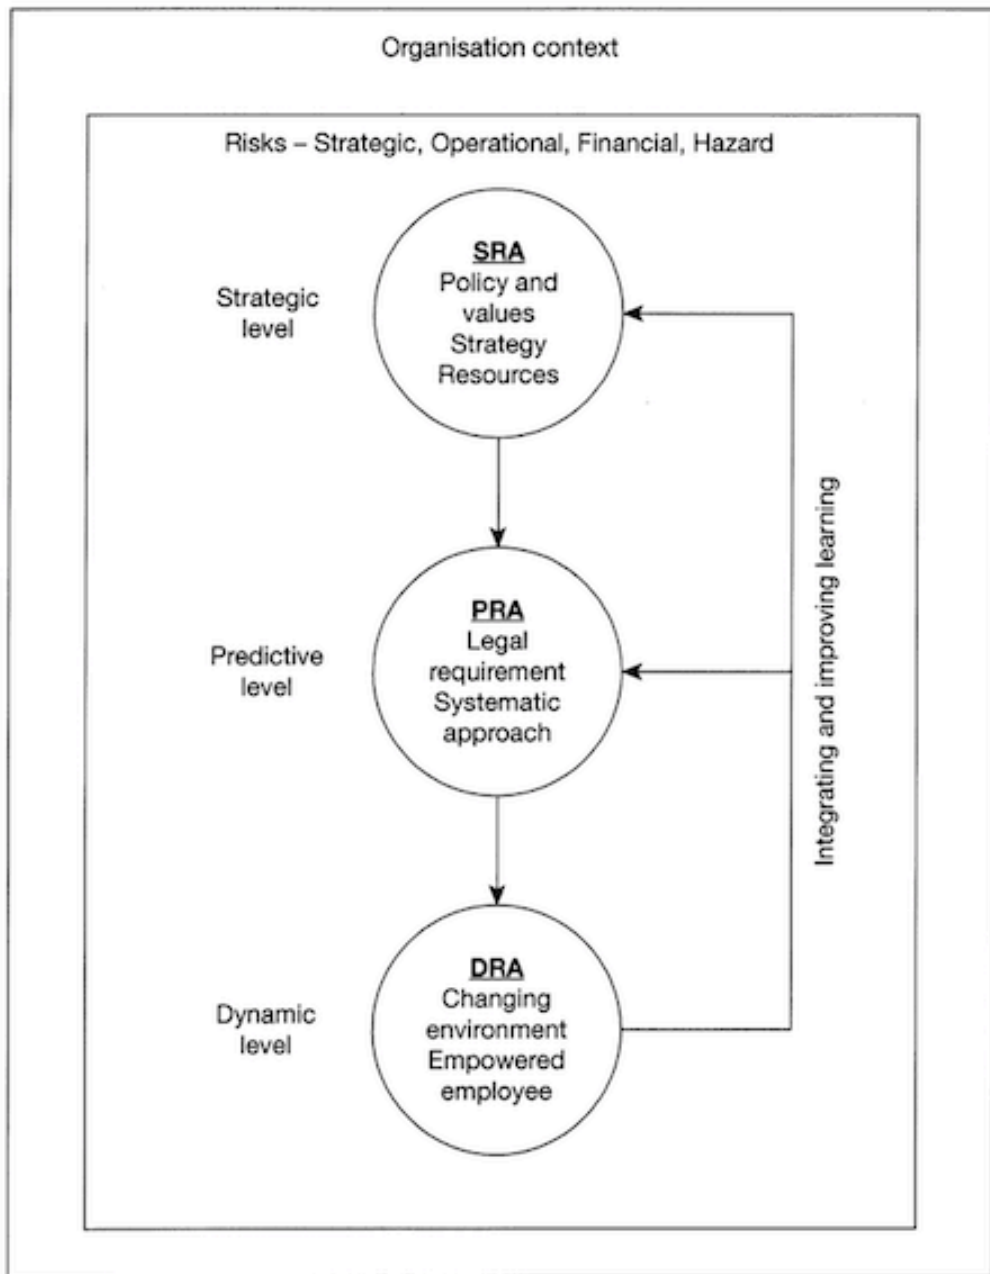 Organisation context
Risks – Strategic, Operational, Financial, Hazard
SRA
Policy and
values
Strategy
Resources
Strategic
level
PRA
Legal
requirement
Systematic
approach
Predictive
level
DRA
Changing
environment
Empowered
employee
Dynamic
level
Integrating and improving learning